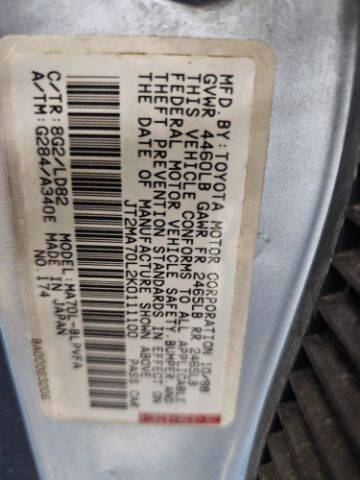 MFD. BY: TOYOTA MOTOR CORPORATION 10/88
GVWR 4460LB GAWR FR 2465LB RR 2465LB
THIS VEHICLE CONFORMS TO ALL APPLICABLE
FEDERAL MOTOR VEHICLE SAFETY, BUMPER AND
THEFT PREVENTION STANDARDS IN EFFECT ON
THE DATE OF MANUFACTURE SHOWN ABOVE.
JT2MA70L2K0111100 PASS CAR
C/TR: 8G2/LD82 MODEL: MA70L-BLPVFA
A/TM: G284/A340E MADE IN JAPAN
NO. 174